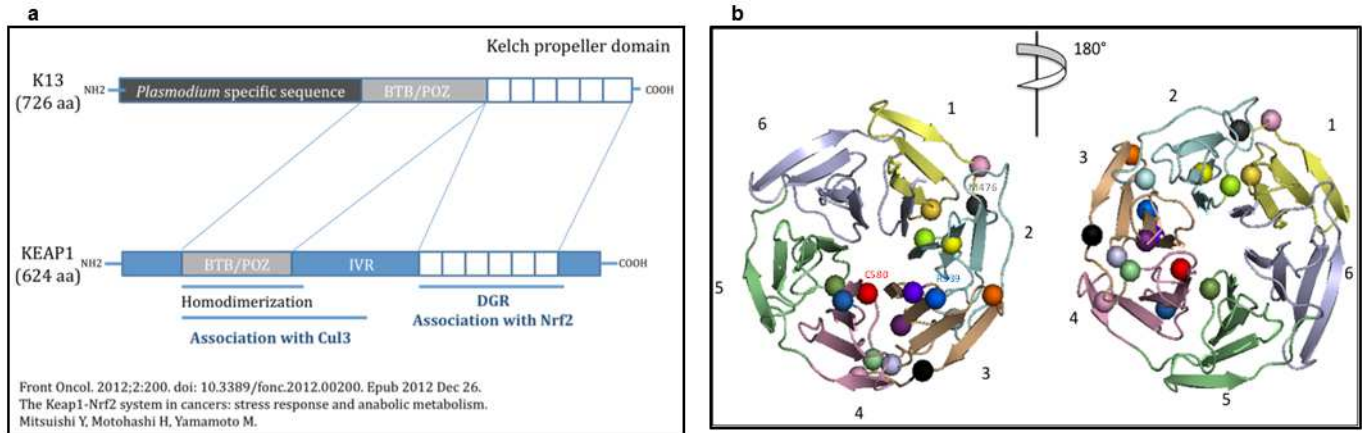 a
Kelch propeller domain
K13
(726 aa)
NH2
Plasmodium specific sequence
BTB/POZ
COOH
KEAP1
(624 aa)
NH2
BTB/POZ
IVR
COOH
Homodimerization
DGR
Association with Cul3
Association with Nrf2
Front Oncol. 2012;2:200. doi: 10.3389/fonc.2012.00200. Epub 2012 Dec 26.
The Keap1-Nrf2 system in cancers: stress response and anabolic metabolism.
Mitsuishi Y, Motohashi H, Yamamoto M.
b
180°
1
6
M476
2
C580
R539
5
3
4
2
1
3
6
4
5